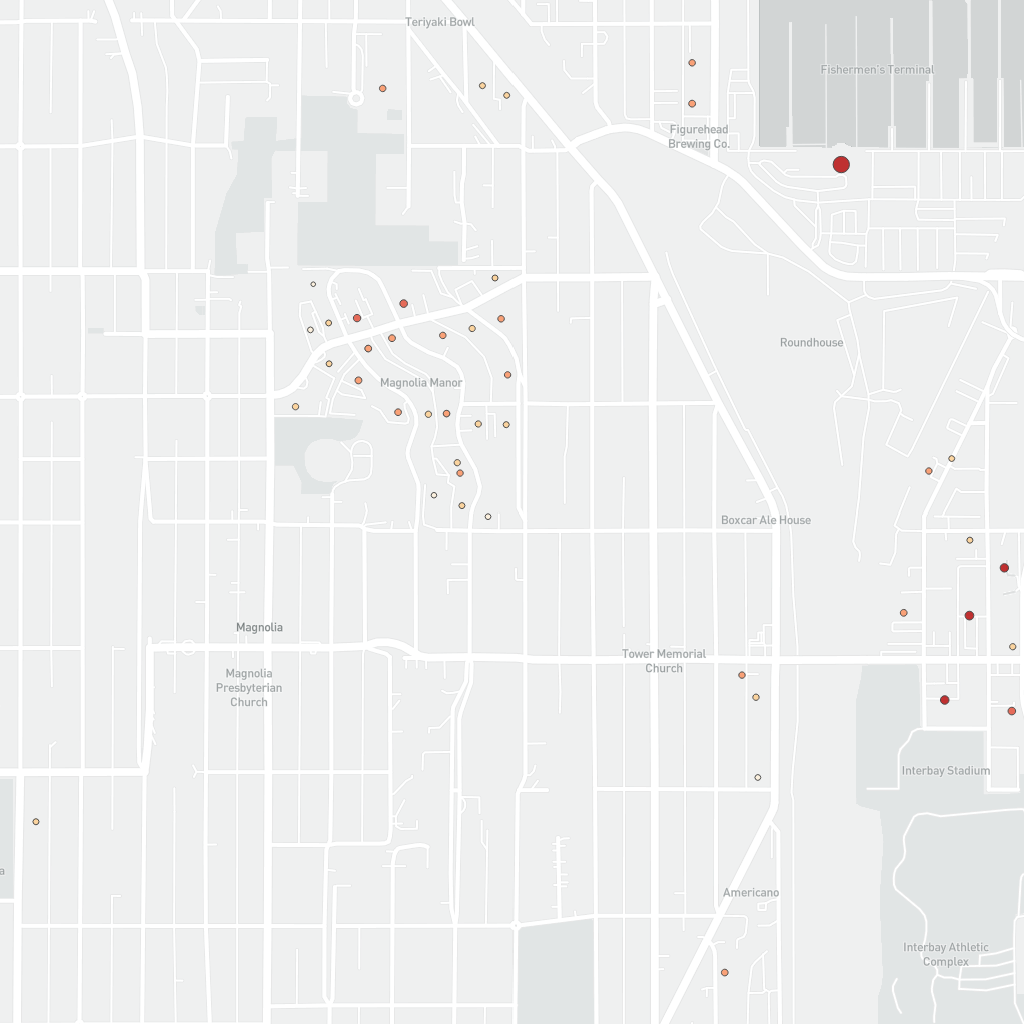 Teriyaki Bowl
Fishermen's Terminal
Figurehead
Brewing Co.
Roundhouse
Magnolia Manor
Boxcar Ale House
Magnolia
Tower Memorial
Church
Magnolia
Presbyterian
Church
Interbay Stadium
a
Americano
Interbay Athletic
Complex